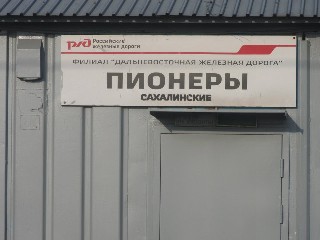 РЖД Российские
железные дороги
ФИЛИАЛ "ДАЛЬНЕВОСТОЧНАЯ ЖЕЛЕЗНАЯ ДОРОГА"
ПИОНЕРЫ
САХАЛИНСКИЕ